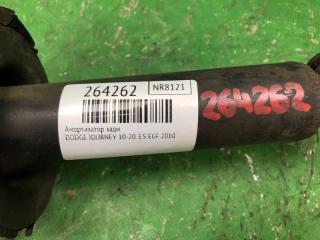 264262 NR8121
Амортизатор задн.
DODGE JOURNEY 10-20 3.5 EGF 2010
264262